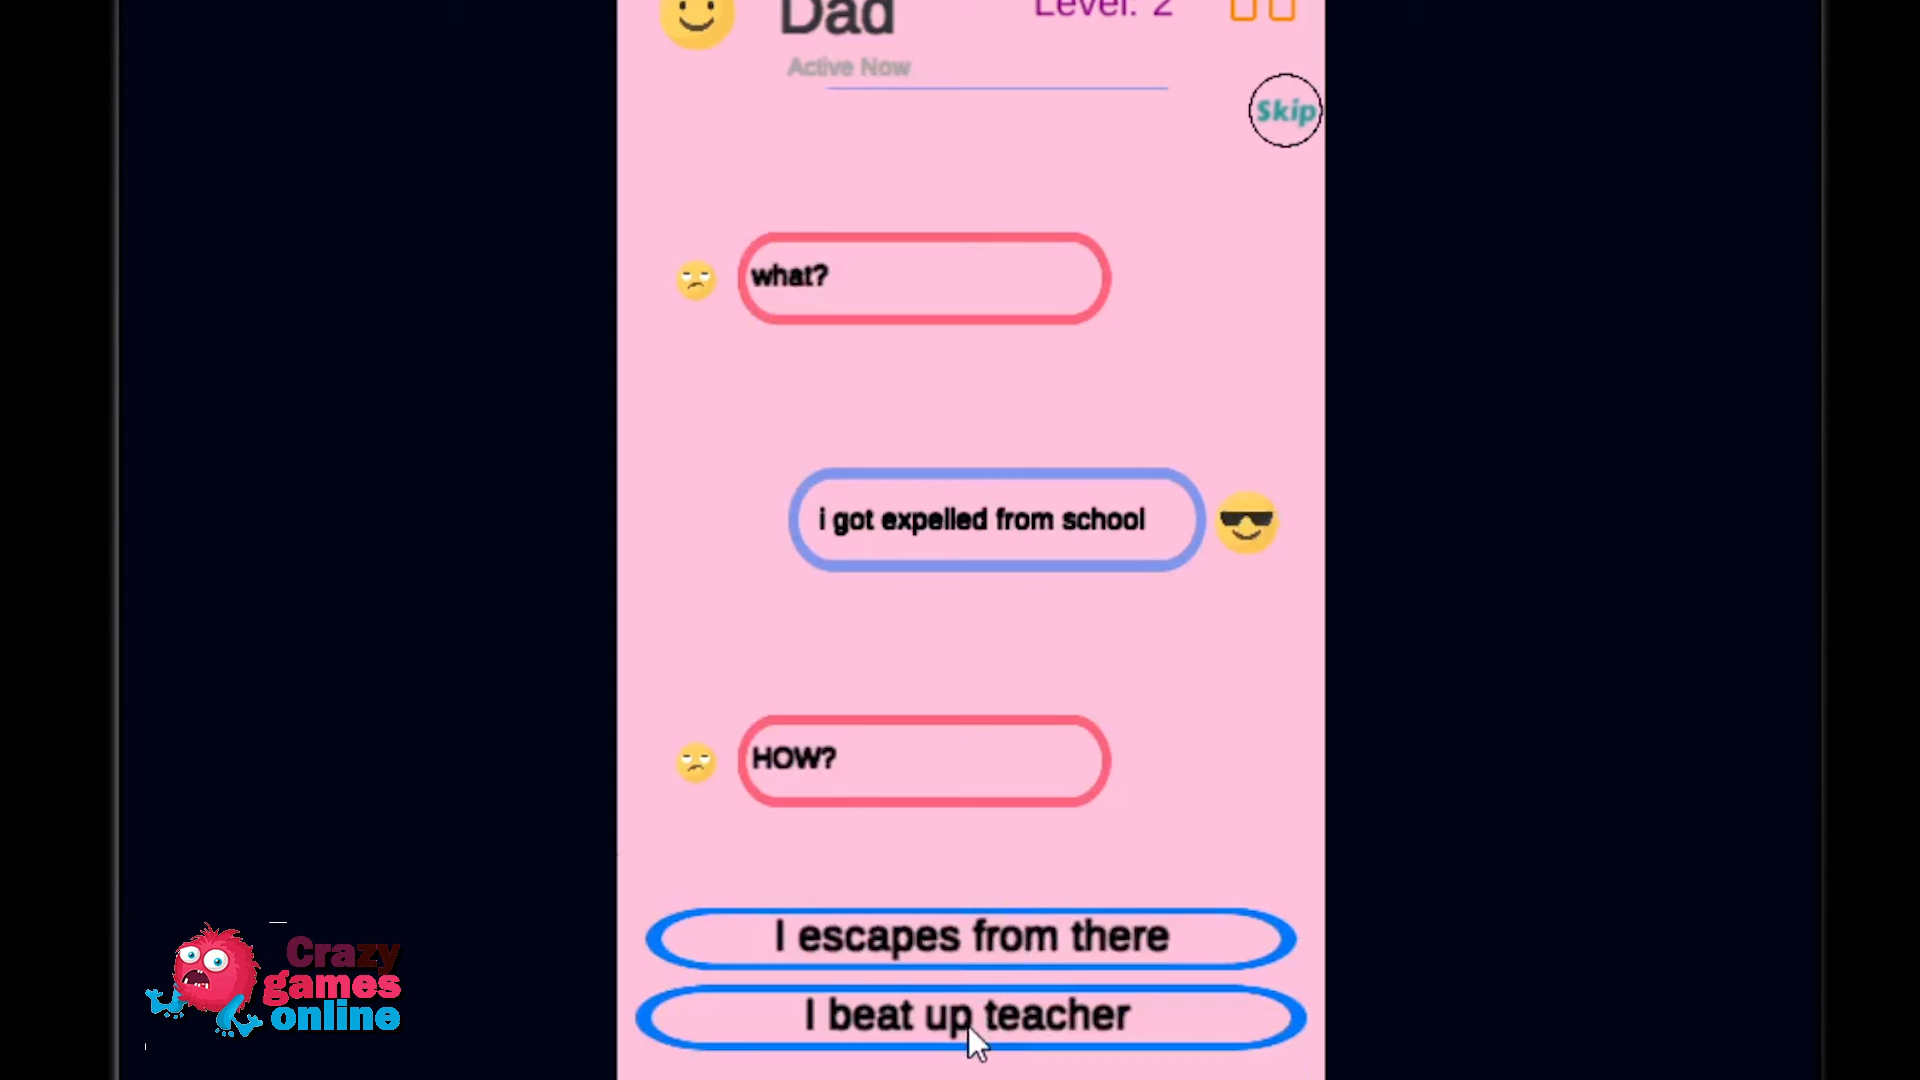 Dad
Level: 2
Active Now
Skip
what?
i got expelled from school
HOW?
I escapes from there
I beat up teacher
Crazy
games
online